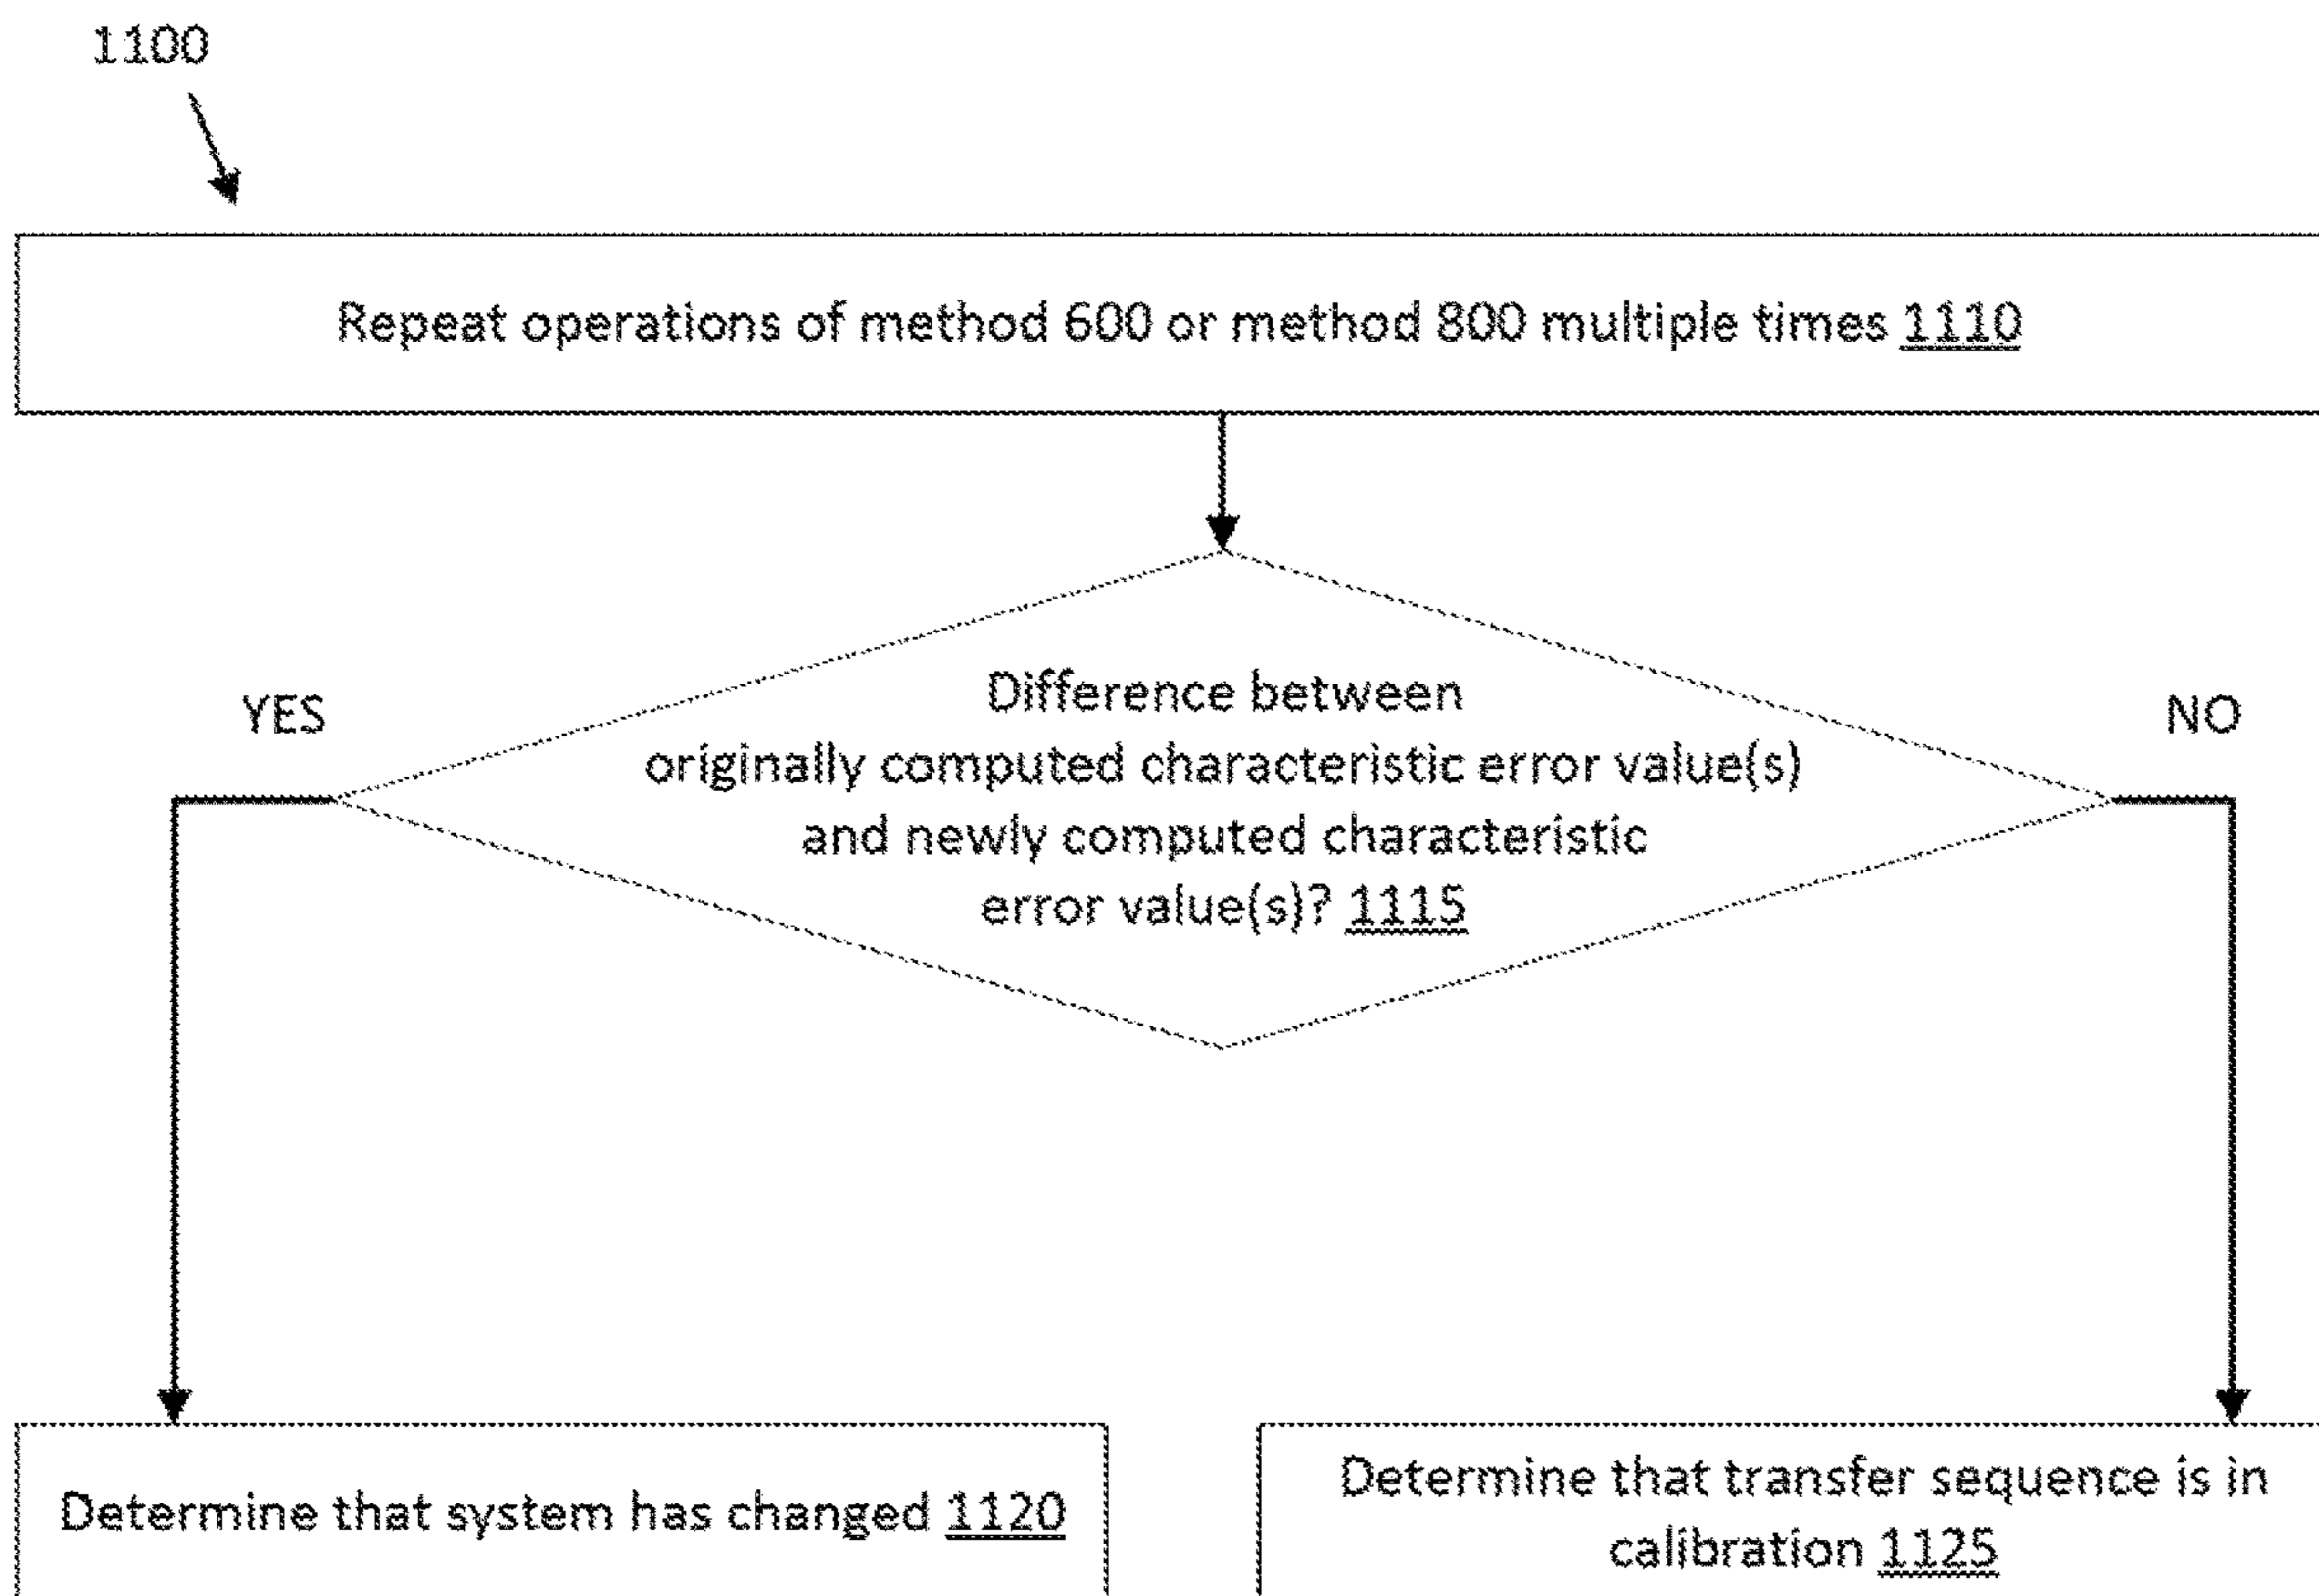 1100
Repeat operations of method 600 or method 800 multiple times 1110
YES
NO
Difference between
originally computed characteristic error value(s)
and newly computed characteristic
error value(s)? 1115
Determine that system has changed 1120
Determine that transfer sequence is in
calibration 1125